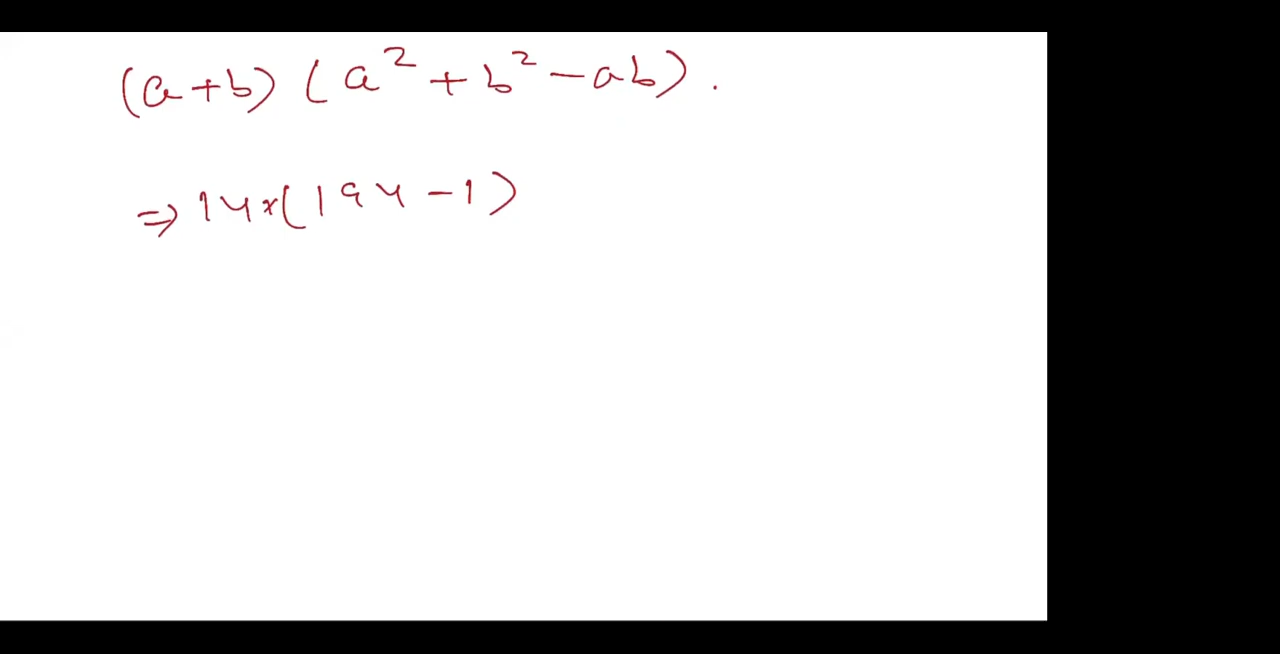 (a+b) (a² + b² - ab).
⇒ 14×(194-1)